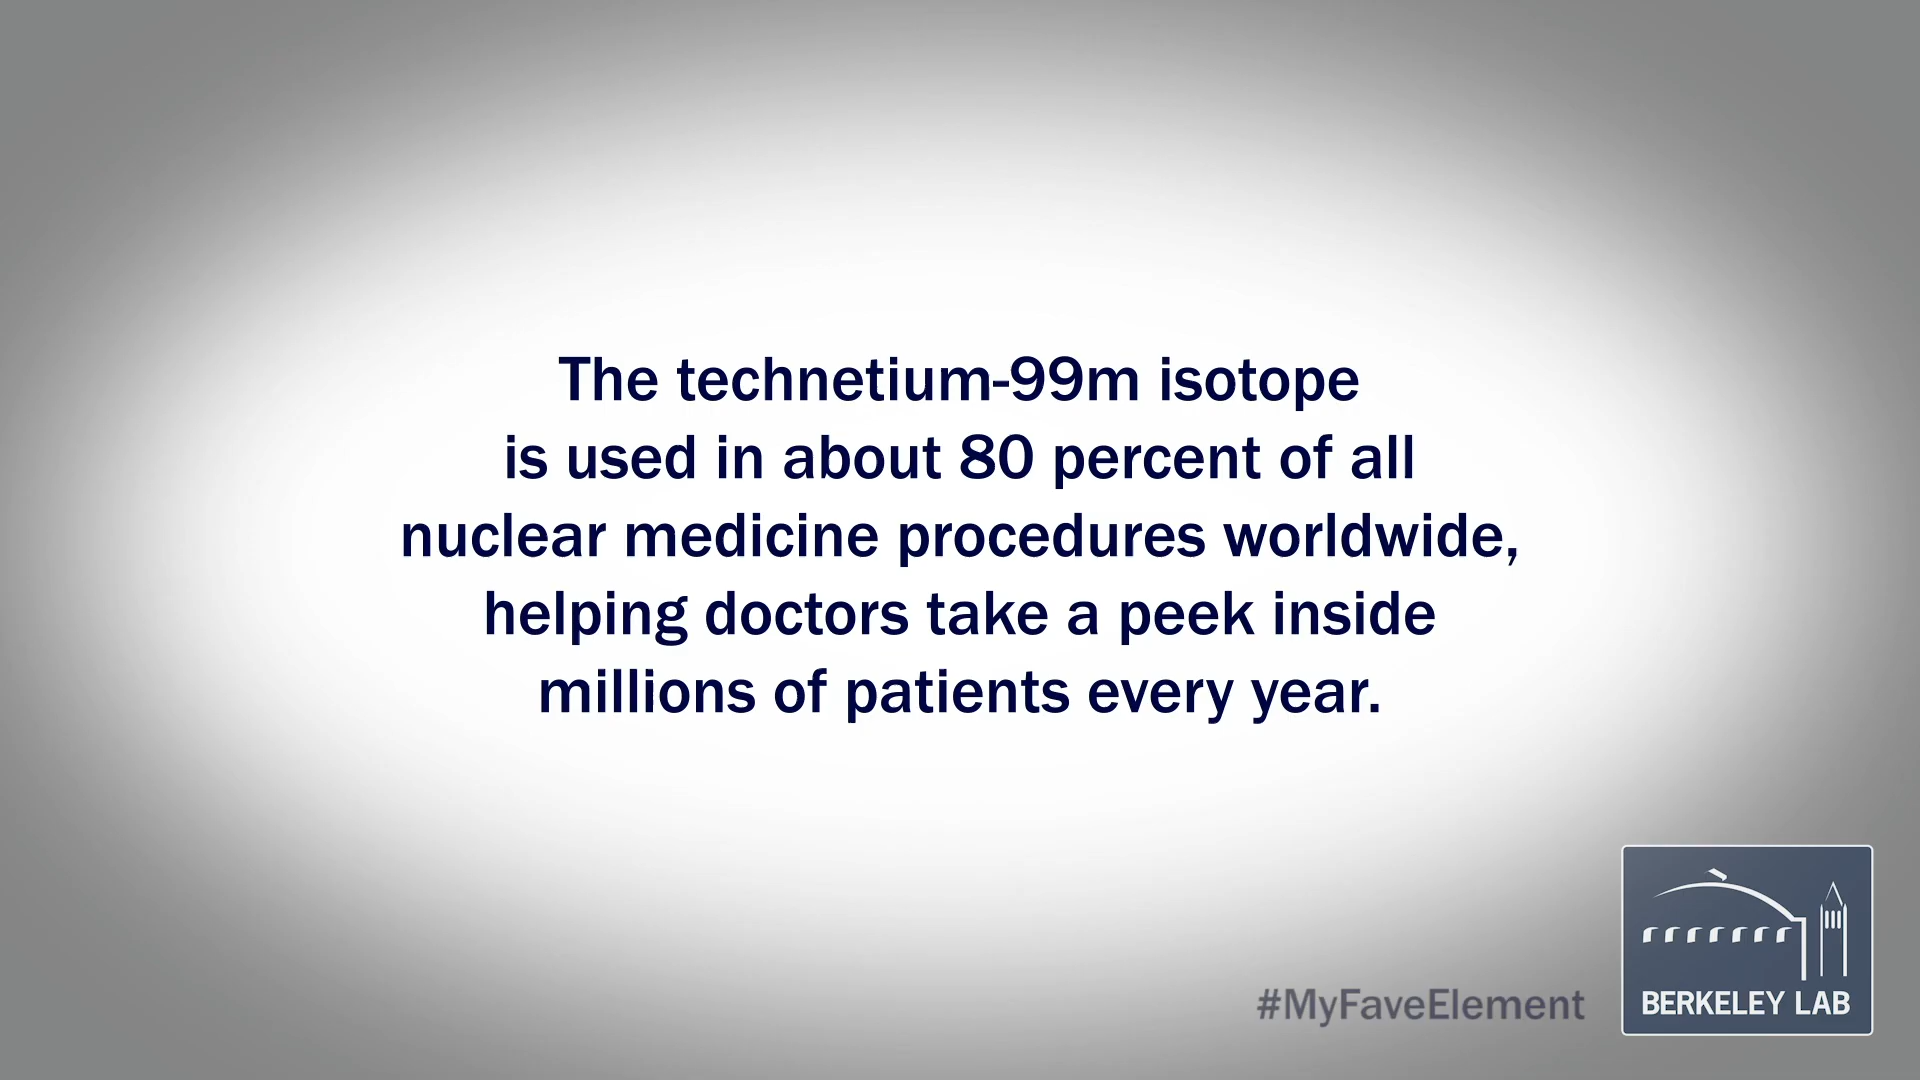 The technetium-99m isotope
is used in about 80 percent of all
nuclear medicine procedures worldwide,
helping doctors take a peek inside
millions of patients every year.
#MyFaveElement
BERKELEY LAB